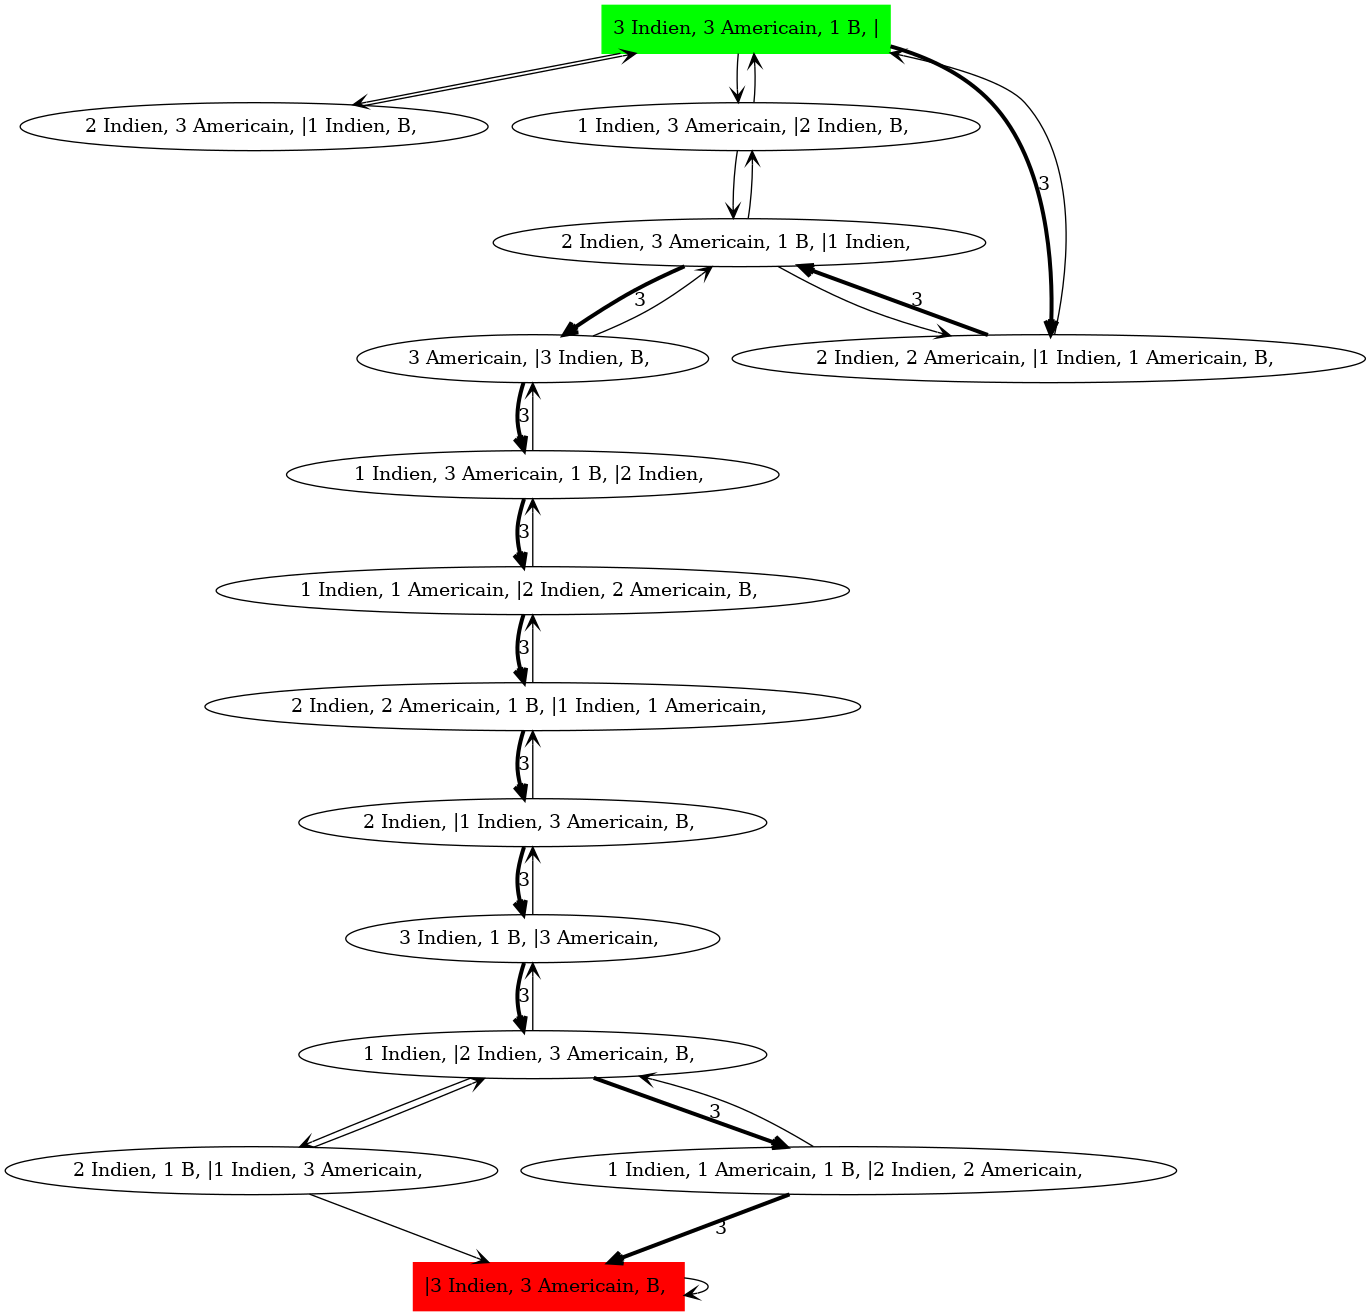 3 Indien, 3 Americain, 1 B, |
2 Indien, 3 Americain, |1 Indien, B,
1 Indien, 3 Americain, |2 Indien, B,
3
2 Indien, 3 Americain, 1 B, |1 Indien,
3
3
3 Americain, |3 Indien, B,
2 Indien, 2 Americain, |1 Indien, 1 Americain, B,
3
1 Indien, 3 Americain, 1 B, |2 Indien,
3
1 Indien, 1 Americain, |2 Indien, 2 Americain, B,
3
2 Indien, 2 Americain, 1 B, |1 Indien, 1 Americain,
3
2 Indien, |1 Indien, 3 Americain, B,
3
3 Indien, 1 B, |3 Americain,
3
1 Indien, |2 Indien, 3 Americain, B,
3
2 Indien, 1 B, |1 Indien, 3 Americain,
1 Indien, 1 Americain, 1 B, |2 Indien, 2 Americain,
3
|3 Indien, 3 Americain, B,